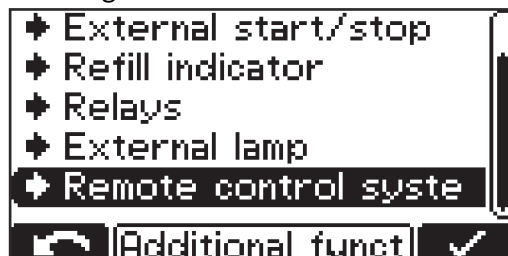 External start/stop
Refill indicator
Relays
External lamp
Remote control syste
Additional funct